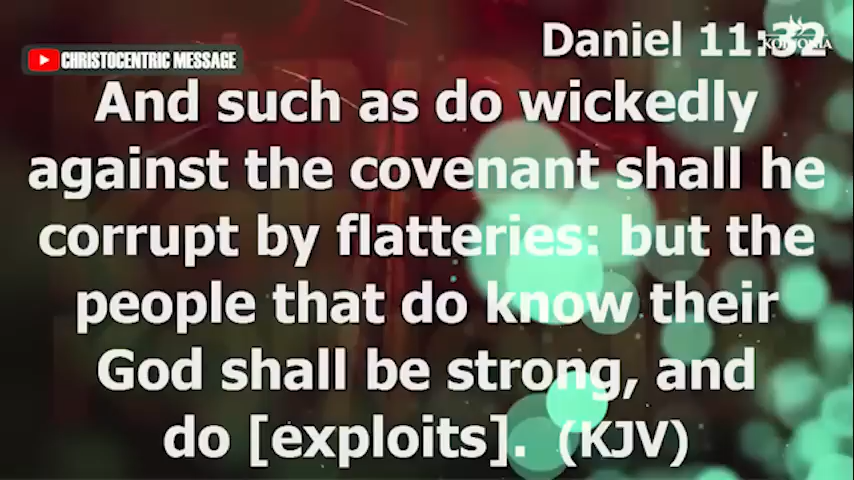 Daniel 11:32
KOINONIA
CHRISTOCENTRIC MESSAGE
And such as do wickedly
against the covenant shall he
corrupt by flatteries: but the
people that do know their
God shall be strong, and
do [exploits]. (KJV)